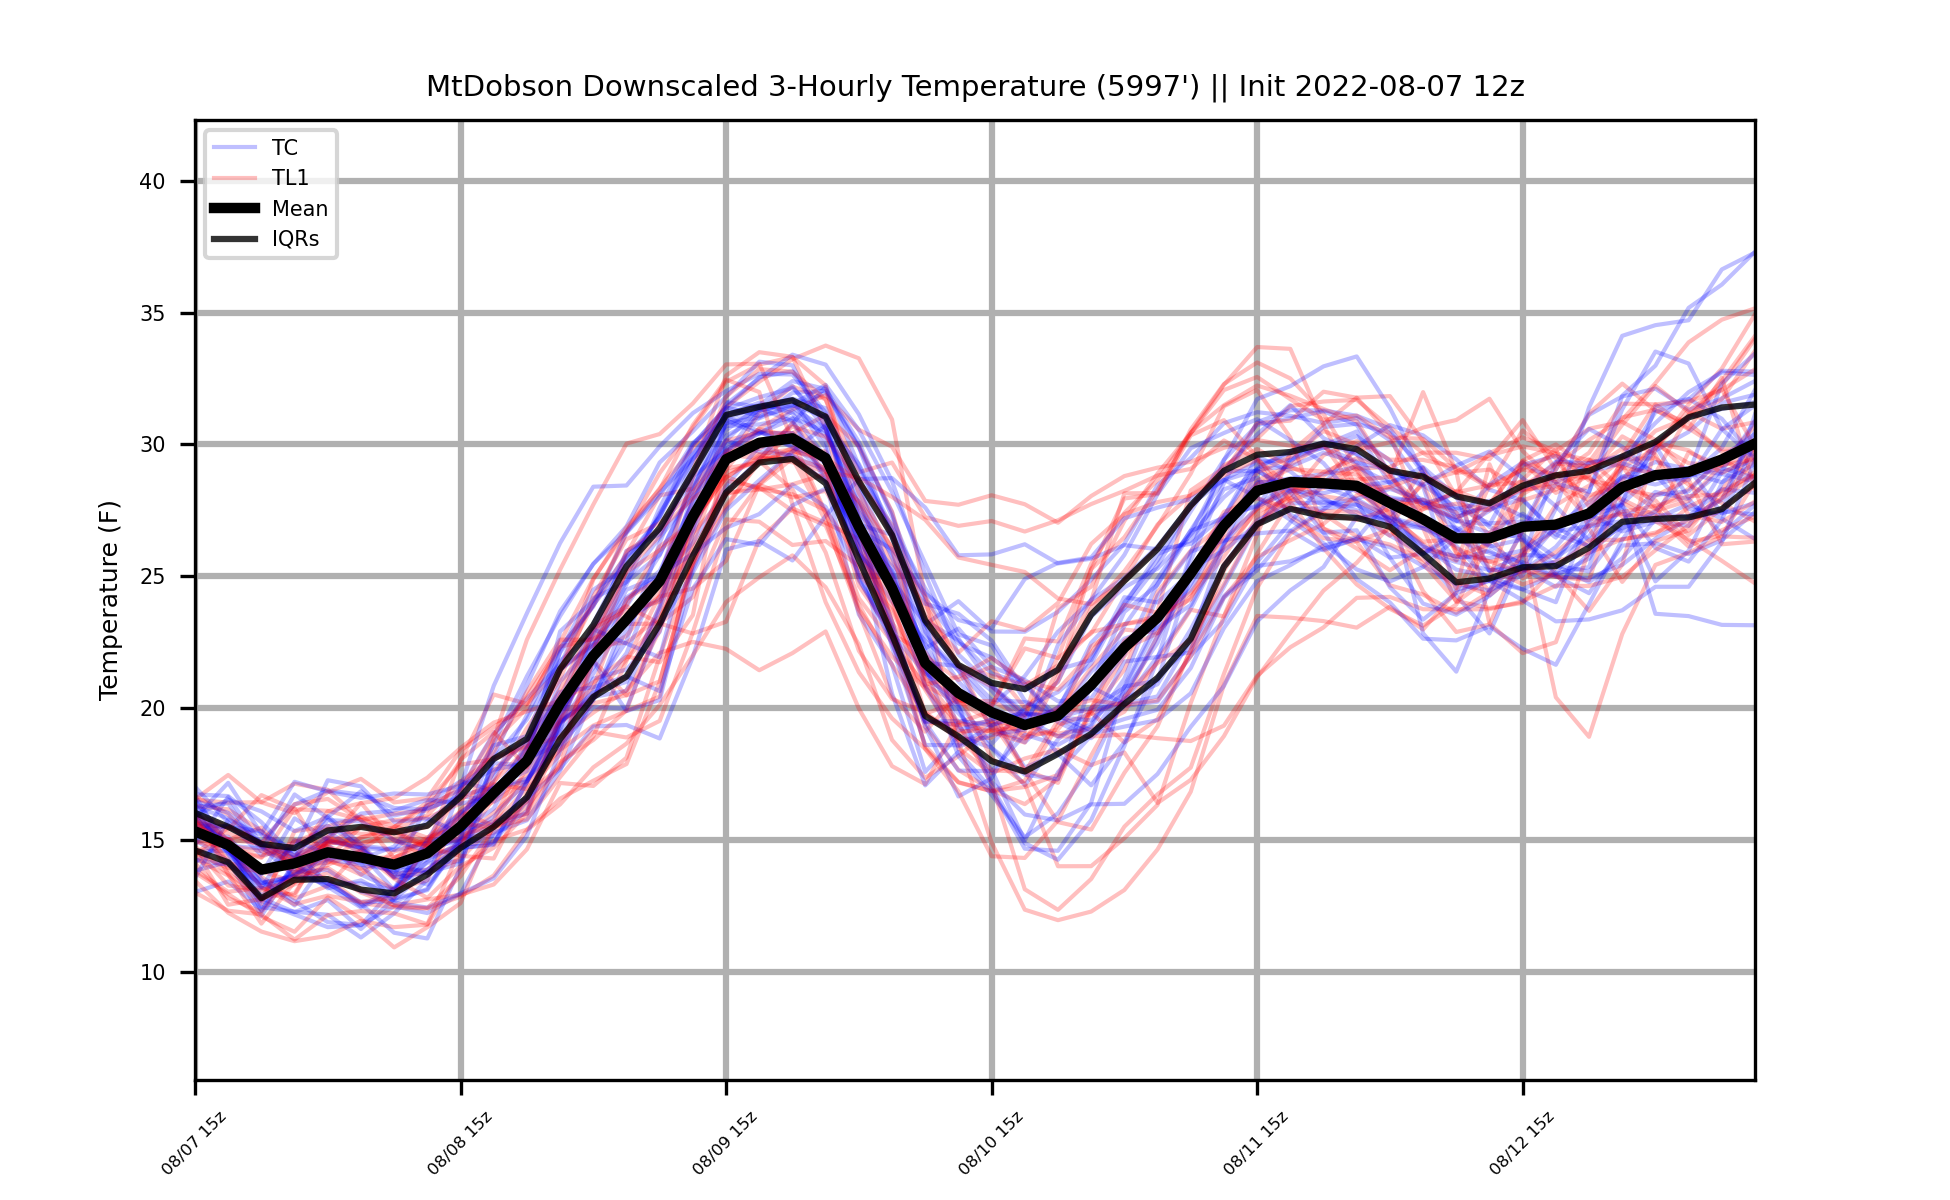 MtDobson Downscaled 3-Hourly Temperature (5997') || Init 2022-08-07 12z
TC
TL1
Mean
IQRs
Temperature (F)
40
35
30
25
20
15
10
08/07 15z
08/08 15z
08/09 15z
08/10 15z
08/11 15z
08/12 15z